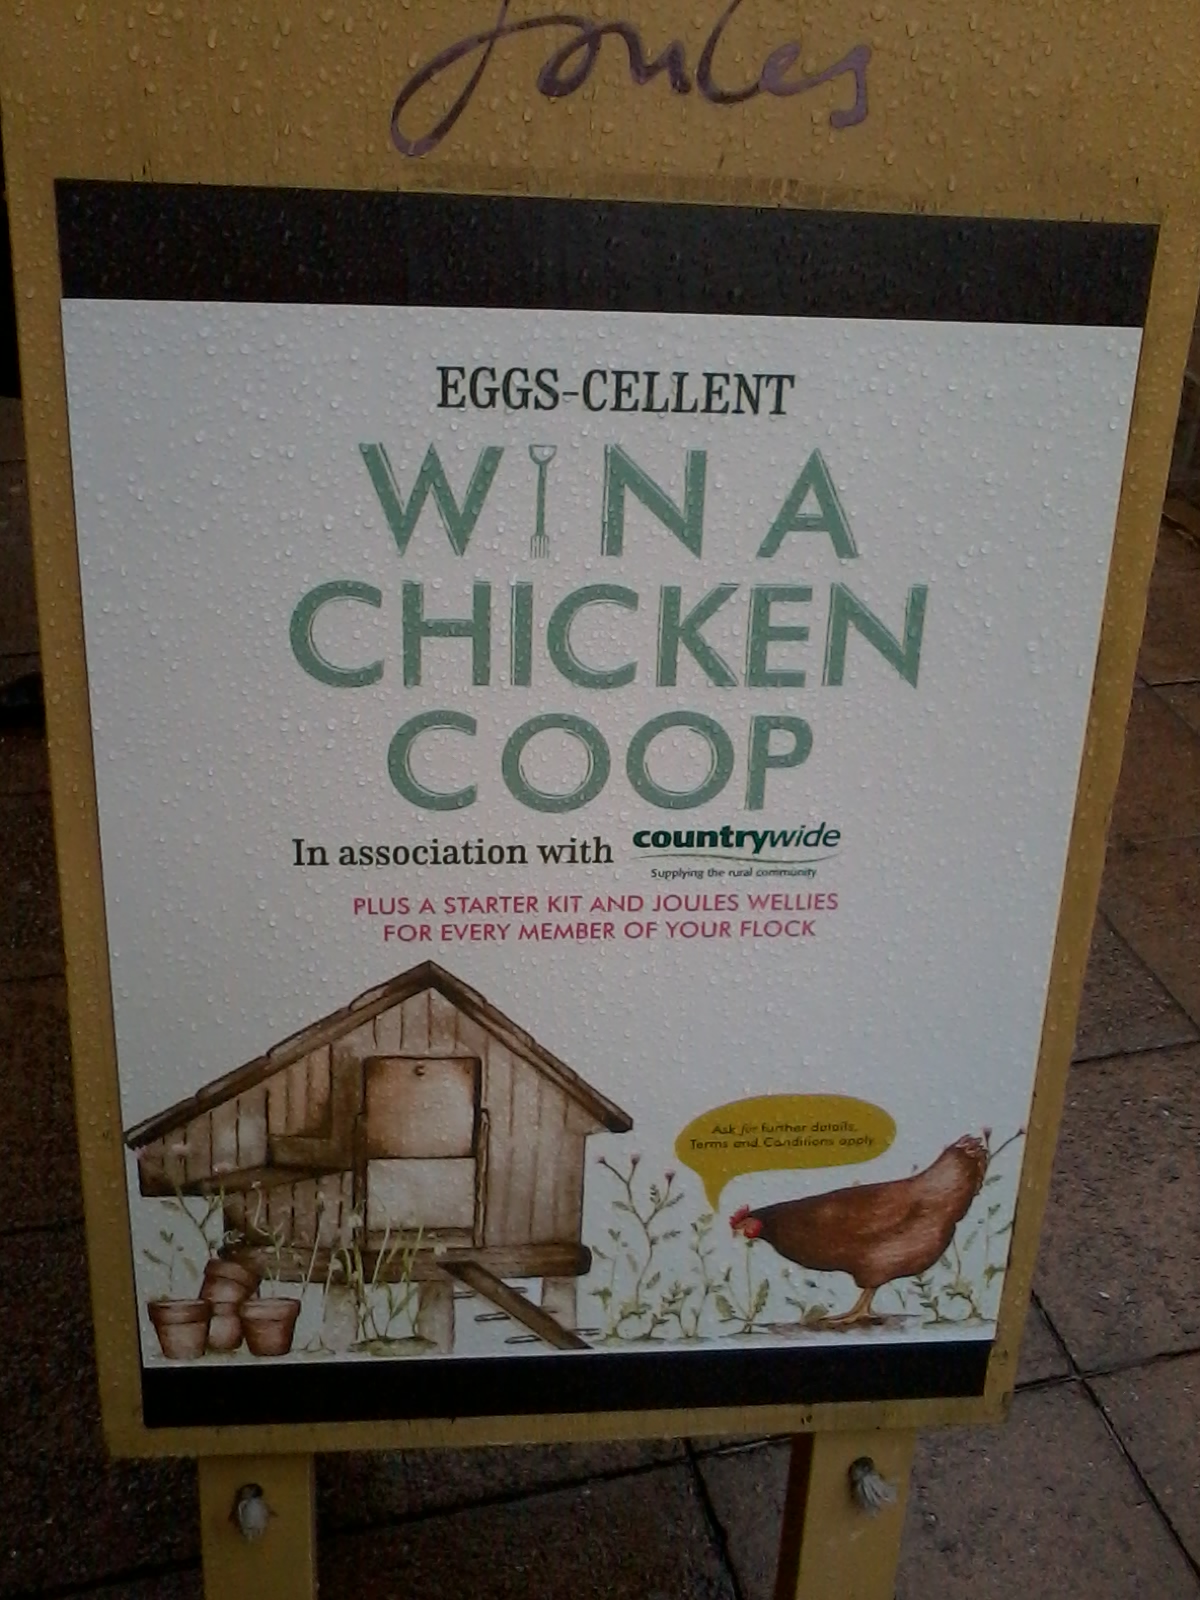 Joules
EGGS-CELLENT
WIN A
CHICKEN
COOP
In association with countrywide
Supplying the rural community
PLUS A STARTER KIT AND JOULES WELLIES
FOR EVERY MEMBER OF YOUR FLOCK
Ask for further details.
Terms and Conditions apply.